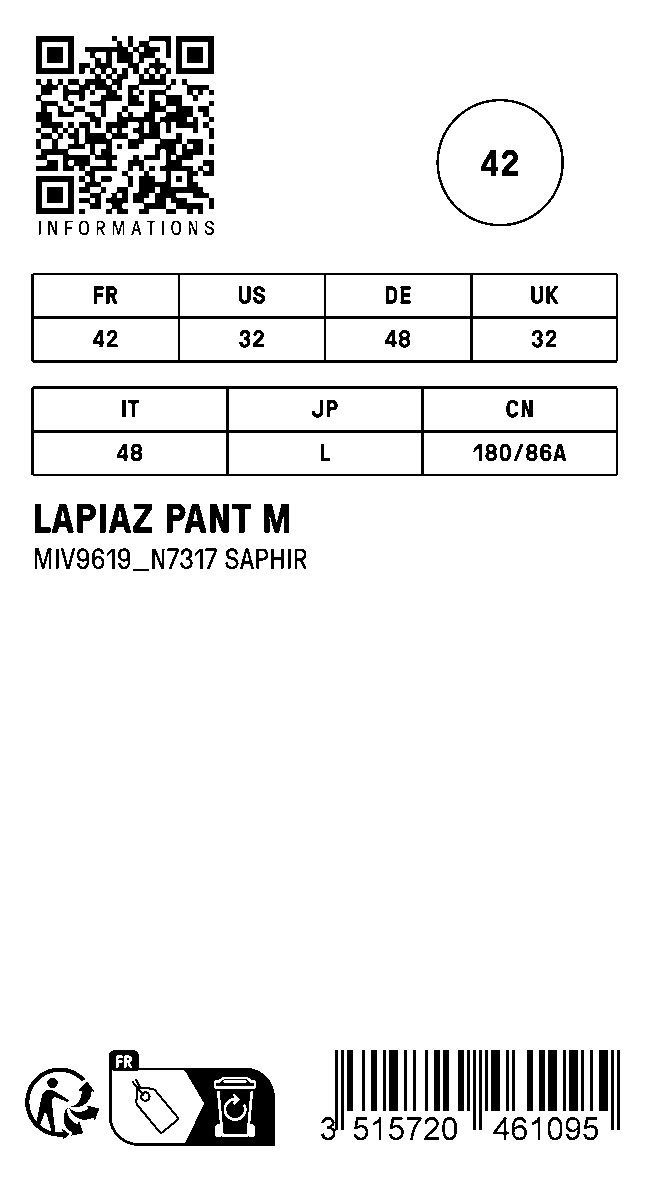 INFORMATIONS
42
FR US DE UK
42 32 48 32
IT JP CN
48 L 180/86A
LAPIAZ PANT M
MIV9619_N7317 SAPHIR
FR
3 515720 461095